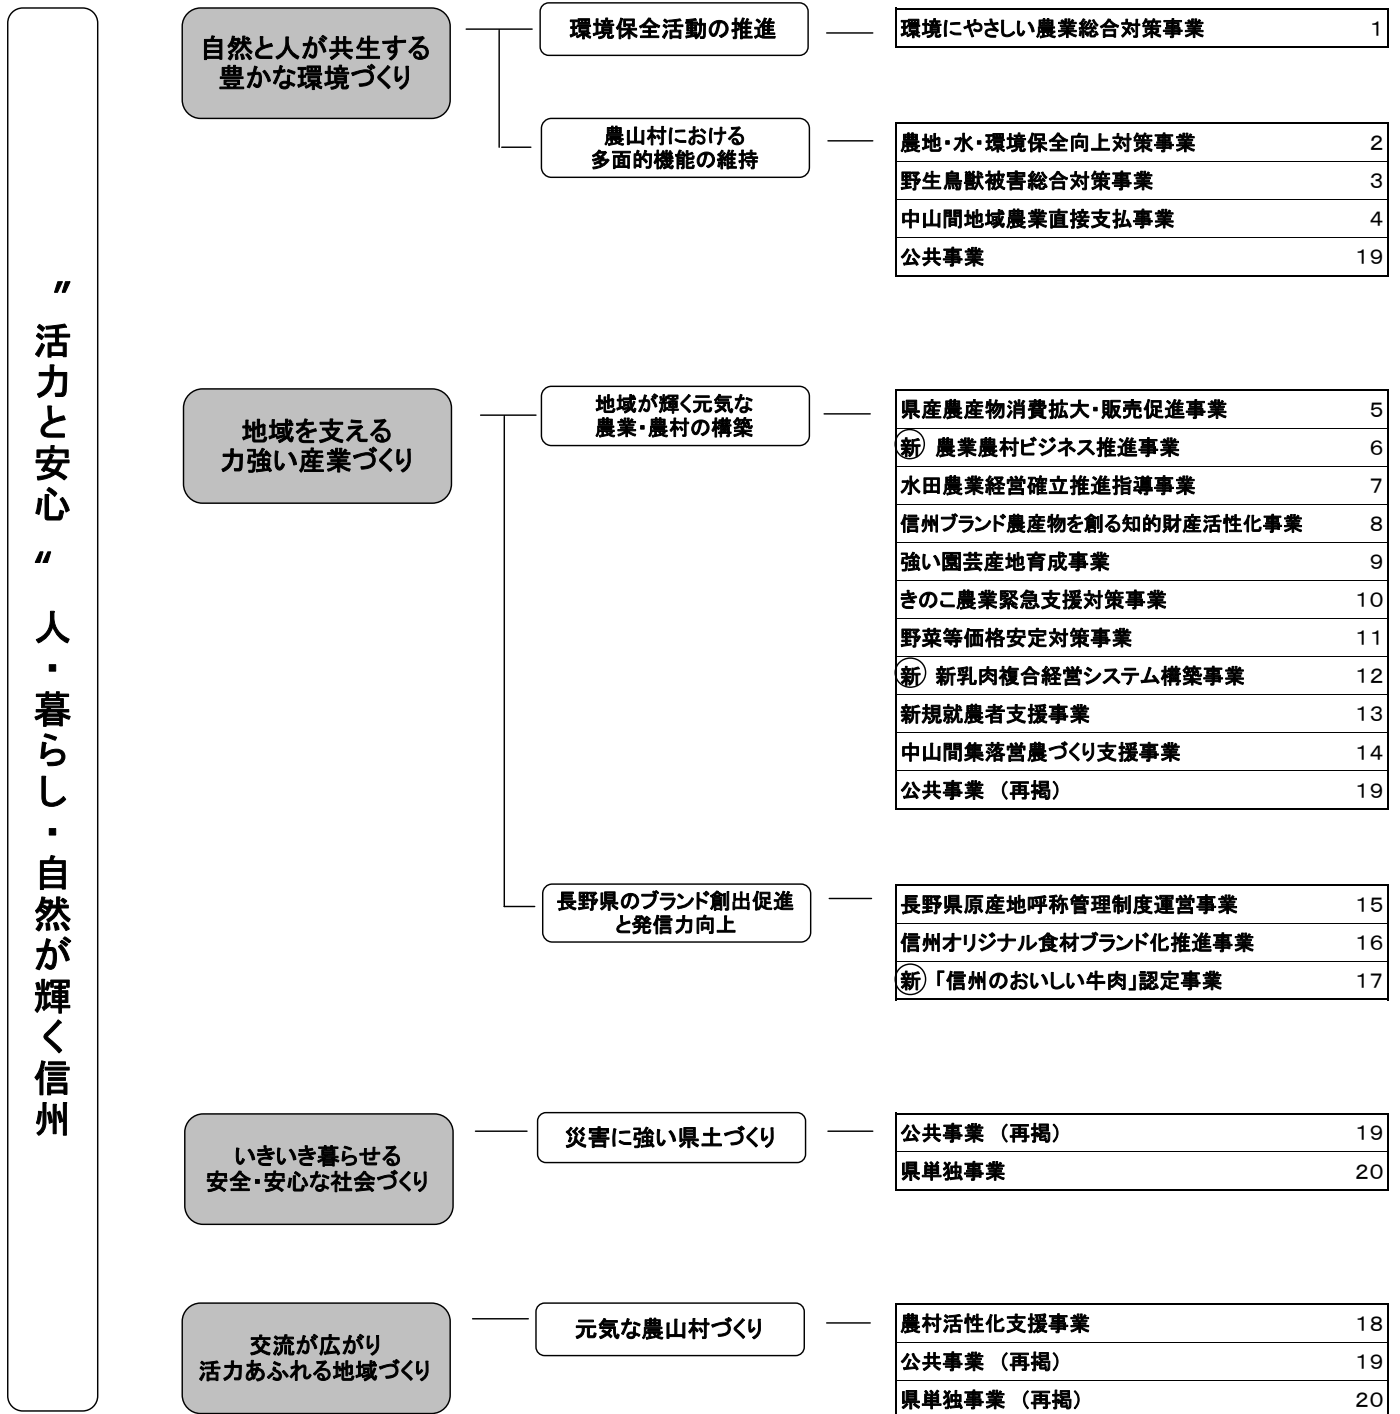 〝活力と安心〟人・暮らし・自然が輝く信州
自然と人が共生する
豊かな環境づくり
環境保全活動の推進
環境にやさしい農業総合対策事業 1
農山村における
多面的機能の維持
農地・水・環境保全向上対策事業 2
野生鳥獣被害総合対策事業 3
中山間地域農業直接支払事業 4
公共事業 19
地域を支える
力強い産業づくり
地域が輝く元気な
農業・農村の構築
県産農産物消費拡大・販売促進事業 5
新 農業農村ビジネス推進事業 6
水田農業経営確立推進指導事業 7
信州ブランド農産物を創る知的財産活性化事業 8
強い園芸産地育成事業 9
きのこ農業緊急支援対策事業 10
野菜等価格安定対策事業 11
新 新乳肉複合経営システム構築事業 12
新規就農者支援事業 13
中山間集落営農づくり支援事業 14
公共事業 (再掲) 19
長野県のブランド創出促進
と発信力向上
長野県原産地呼称管理制度運営事業 15
信州オリジナル食材ブランド化推進事業 16
新 「信州のおいしい牛肉」認定事業 17
いきいき暮らせる
安全・安心な社会づくり
災害に強い県土づくり
公共事業 (再掲) 19
県単独事業 20
交流が広がり
活力あふれる地域づくり
元気な農山村づくり
農村活性化支援事業 18
公共事業 (再掲) 19
県単独事業 (再掲) 20